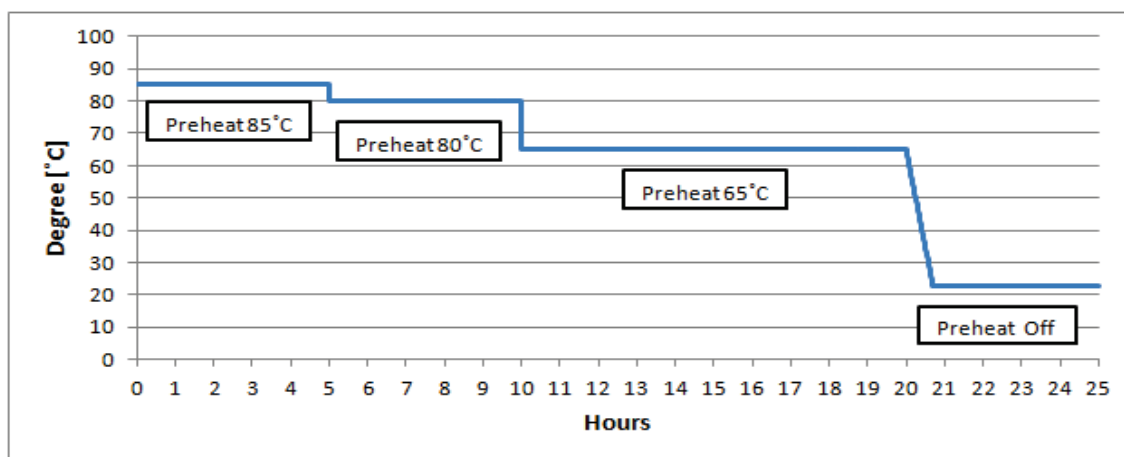 100
90
80
70
60
50
40
30
20
10
0
Degree [˚C]
Preheat 85˚C
Preheat 80˚C
Preheat 65˚C
Preheat Off
0 1 2 3 4 5 6 7 8 9 10 11 12 13 14 15 16 17 18 19 20 21 22 23 24 25
Hours